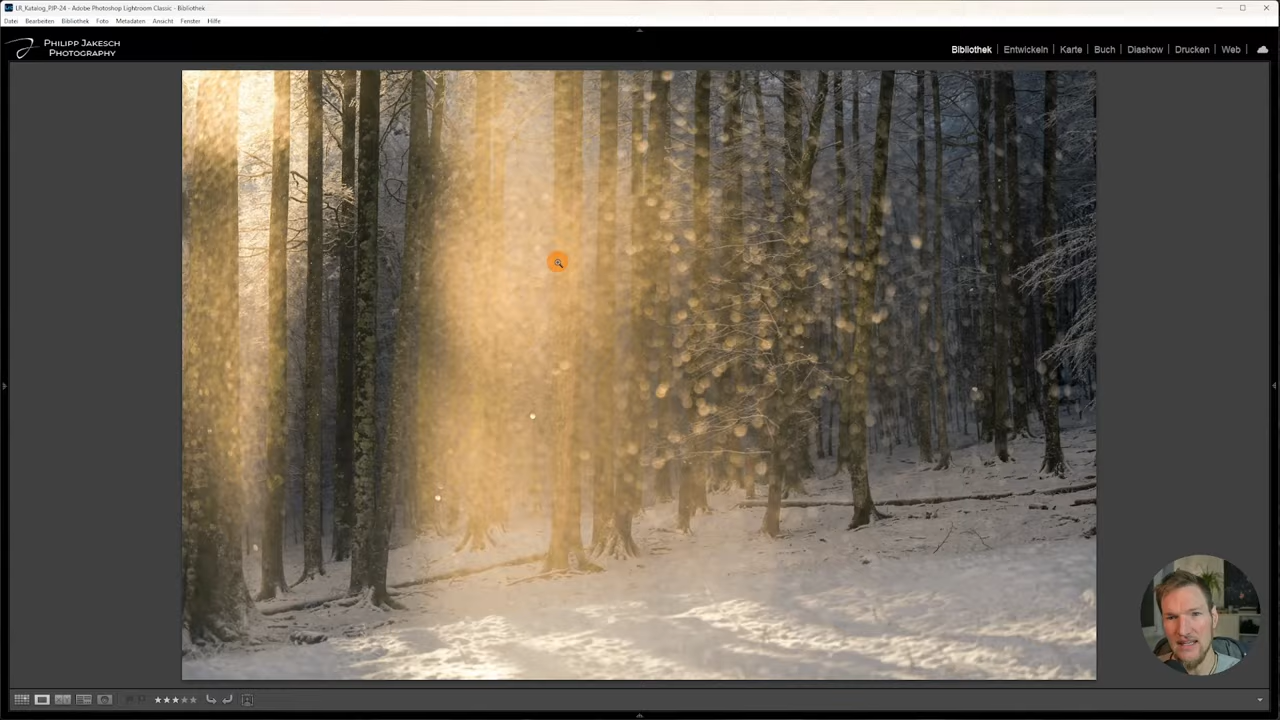 LR_Katalog_PJP-24 - Adobe Photoshop Lightroom Classic - Bibliothek
Datei Bearbeiten Bibliothek Foto Metadaten Ansicht Fenster Hilfe
PHILIPP JAKESCH
PHOTOGRAPHY
Bibliothek | Entwickeln | Karte | Buch | Diashow | Drucken | Web |